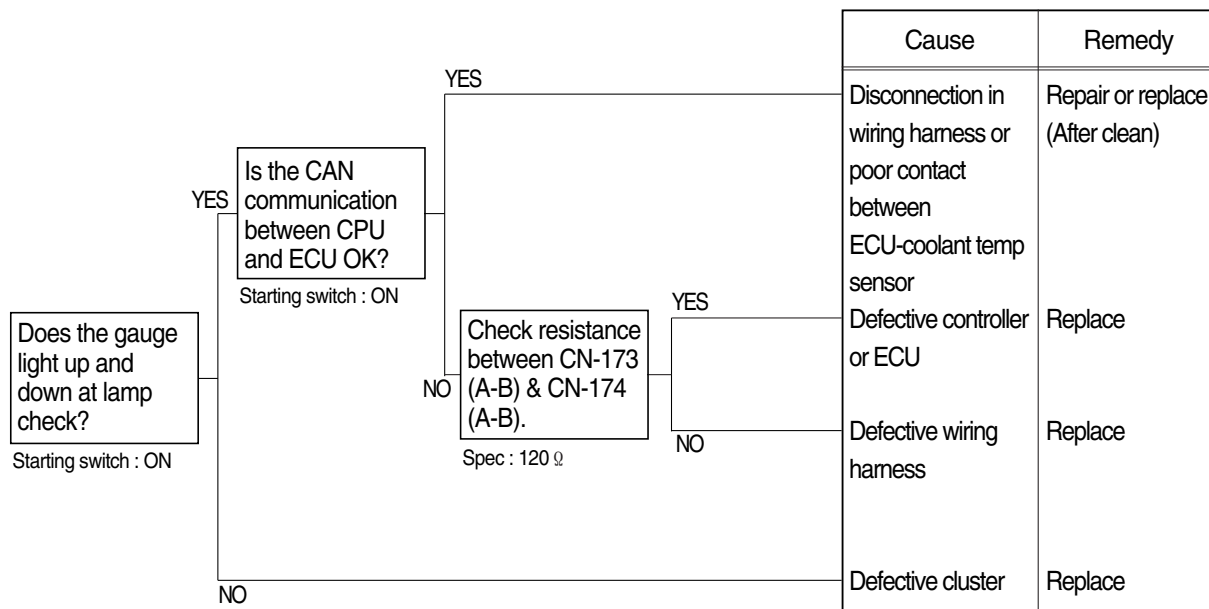 Cause
Remedy
YES
Disconnection in
wiring harness or
poor contact
between
ECU-coolant temp
sensor
Repair or replace
(After clean)
YES
Is the CAN
communication
between CPU
and ECU OK?
Starting switch : ON
YES
Does the gauge
light up and
down at lamp
check?
Starting switch : ON
NO
Check resistance
between CN-173
(A-B) & CN-174
(A-B).
Spec : 120 Ω
Defective controller
or ECU
Replace
NO
Defective wiring
harness
Replace
NO
Defective cluster
Replace